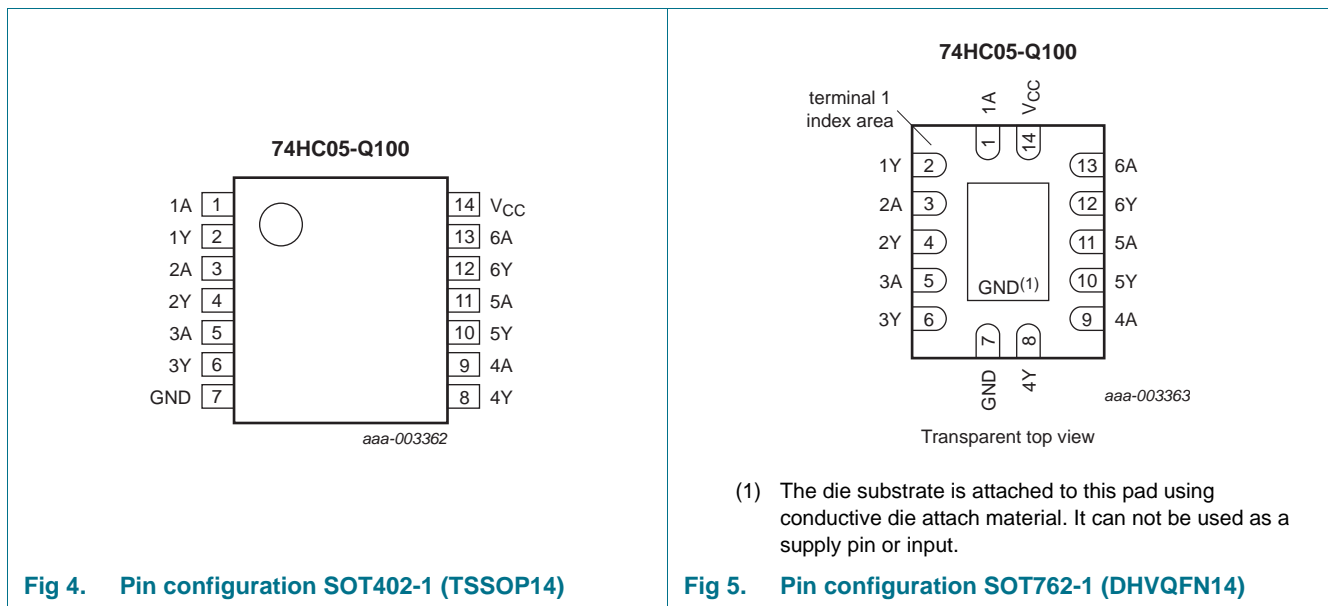 74HC05-Q100
1A 1
1Y 2
2A 3
2Y 4
3A 5
3Y 6
GND 7
14 VCC
13 6A
12 6Y
11 5A
10 5Y
9 4A
8 4Y
aaa-003362
Fig 4. Pin configuration SOT402-1 (TSSOP14)
74HC05-Q100
terminal 1
index area
1A
VCC
1
14
1Y 2
2A 3
2Y 4
3A 5
3Y 6
13 6A
12 6Y
11 5A
10 5Y
9 4A
GND(1)
7
8
GND
4Y
aaa-003363
Transparent top view
(1) The die substrate is attached to this pad using
conductive die attach material. It can not be used as a
supply pin or input.
Fig 5. Pin configuration SOT762-1 (DHVQFN14)